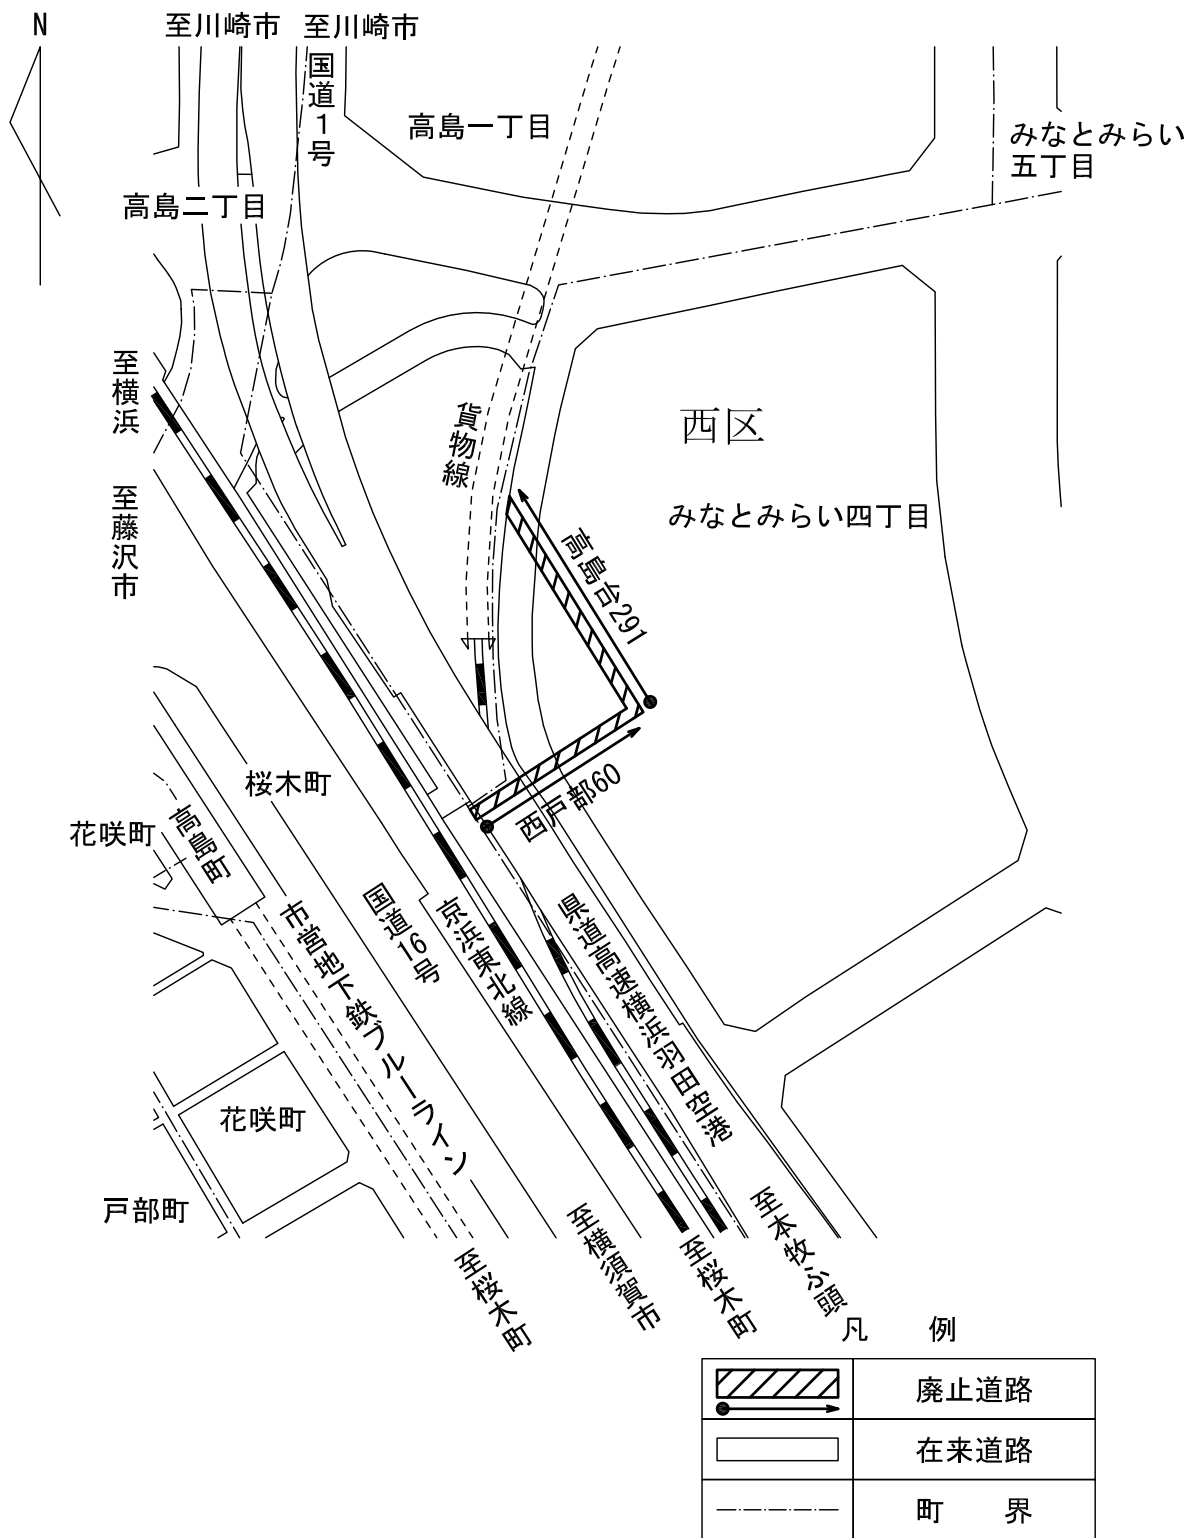 N
至川崎市
至川崎市
国道1号
高島一丁目
みなとみらい
五丁目
高島二丁目
至横浜
貨物線
西区
至藤沢市
みなとみらい四丁目
高島台291
桜木町
西戸部60
花咲町
高島町
国道16号
京浜東北線
県道高速横浜羽田空港
市営地下鉄ブルーライン
花咲町
戸部町
至桜木町
至横須賀市
至桜木町
至本牧ふ頭
凡 例
廃止道路
在来道路
町 界